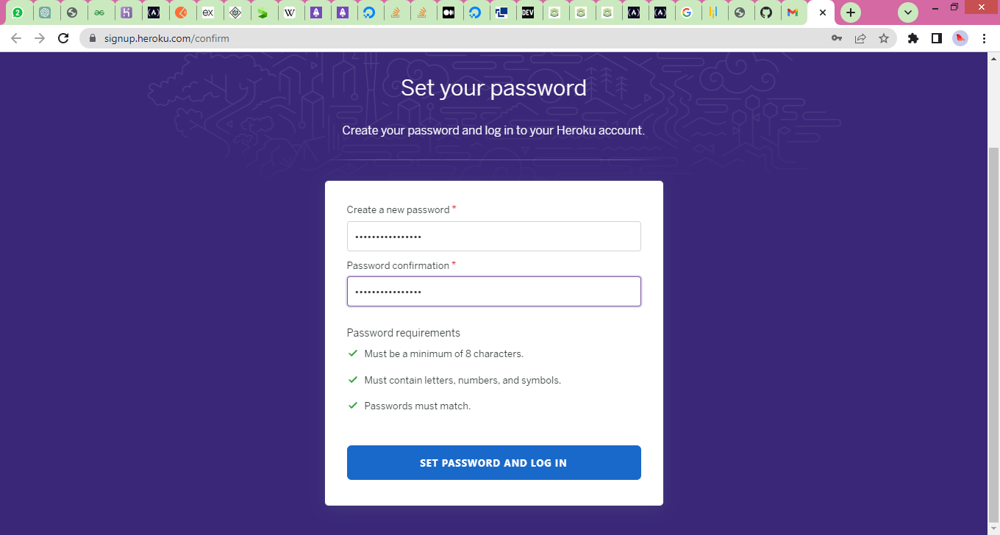 2
ex
W
DEV
signup.heroku.com/confirm
Set your password
Create your password and log in to your Heroku account.
Create a new password *
••••••••••••••••
Password confirmation *
••••••••••••••••
Password requirements
Must be a minimum of 8 characters.
Must contain letters, numbers, and symbols.
Passwords must match.
SET PASSWORD AND LOG IN